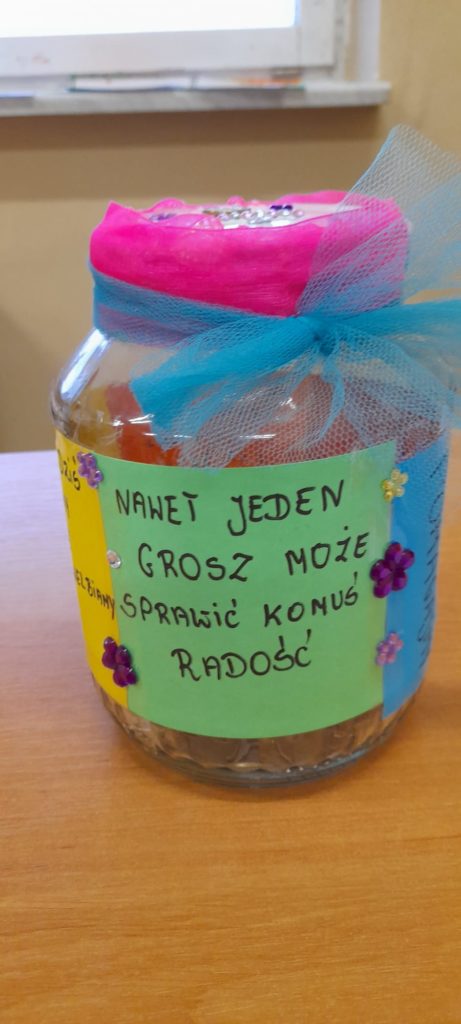 NAWET JEDEN
GROSZ MOŻE
SPRAWIĆ KOMUŚ
RADOŚĆ